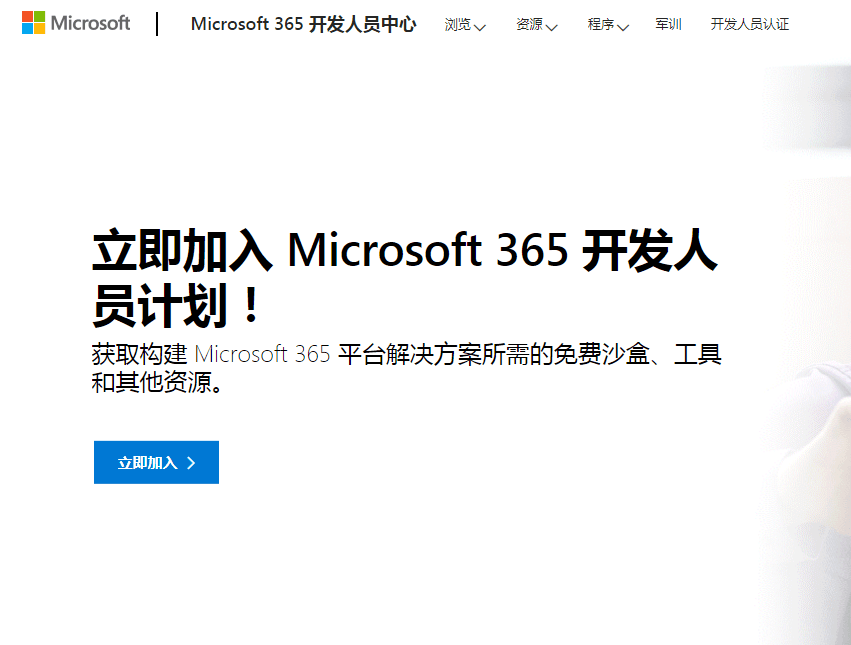 Microsoft
Microsoft 365 开发人员中心 浏览 资源 程序 军训 开发人员认证
立即加入 Microsoft 365 开发人
员计划！
获取构建 Microsoft 365 平台解决方案所需的免费沙盒、工具
和其他资源。
立即加入